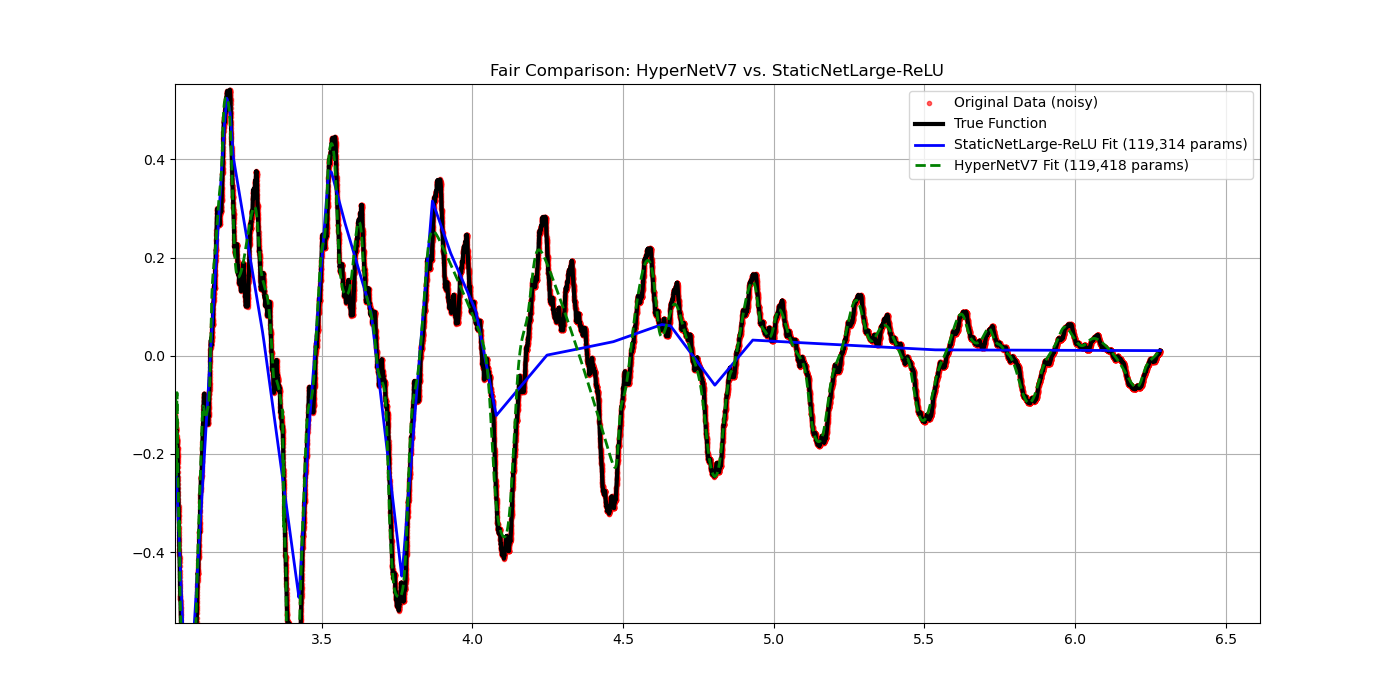 Fair Comparison: HyperNetV7 vs. StaticNetLarge-ReLU
Original Data (noisy)
True Function
StaticNetLarge-ReLU Fit (119,314 params)
HyperNetV7 Fit (119,418 params)
0.4
0.2
0.0
−0.2
−0.4
3.5 4.0 4.5 5.0 5.5 6.0 6.5